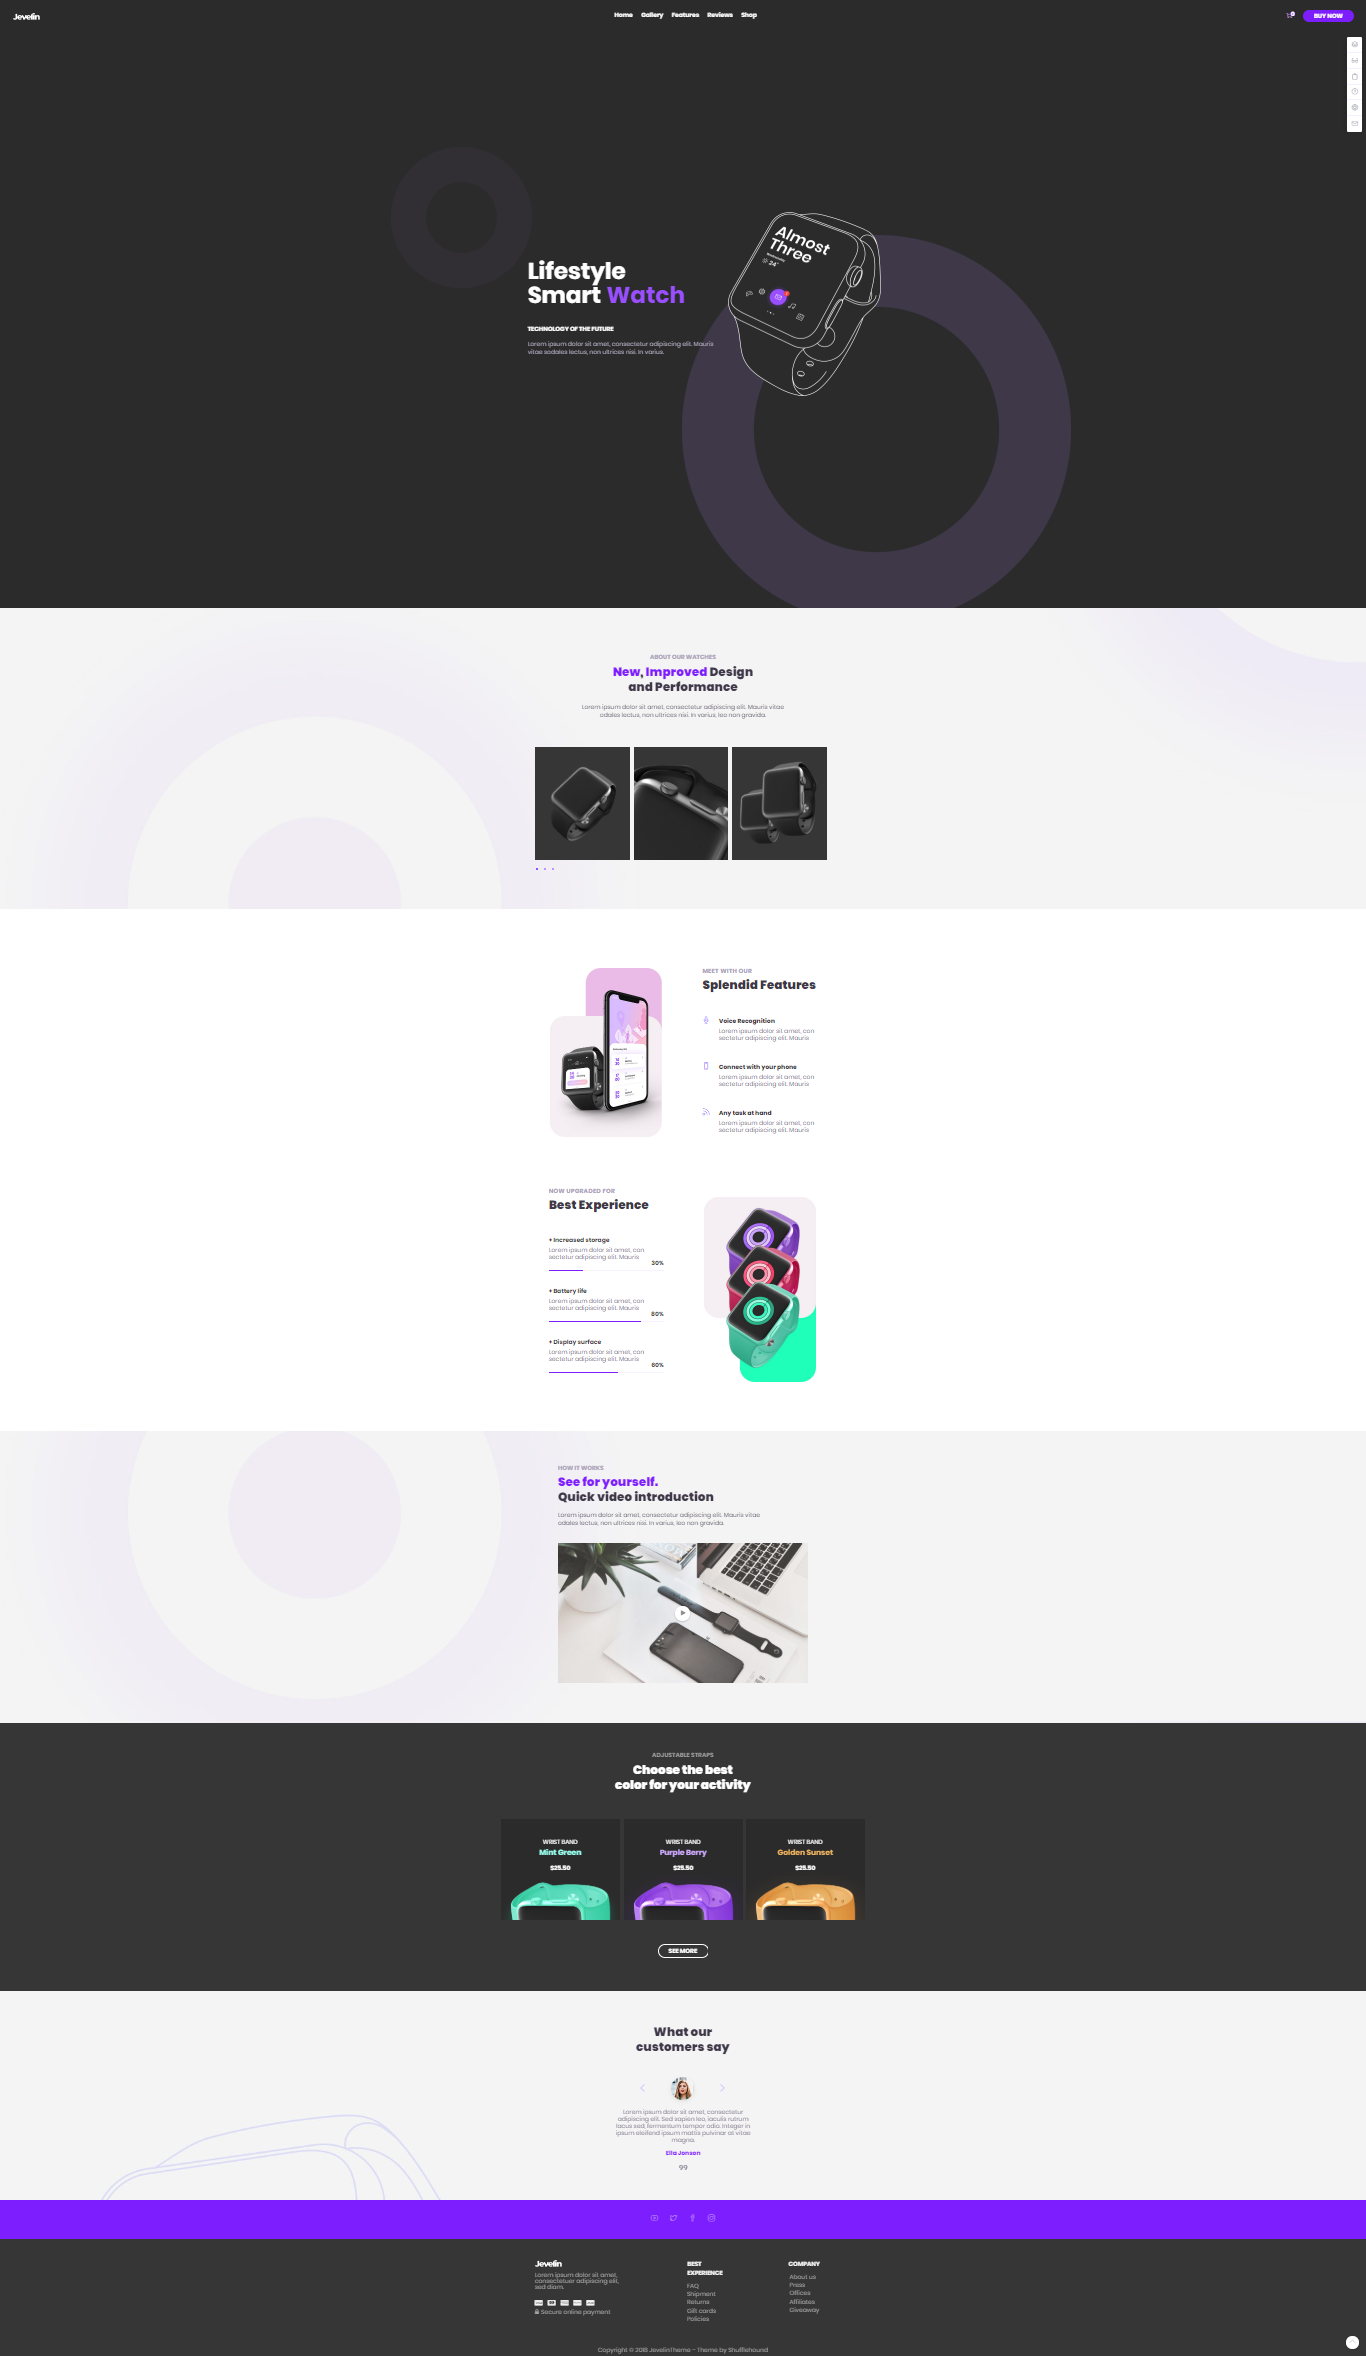 Jevelin
Home Gallery Features Reviews Shop
BUY NOW
Almost
Three
24°
Lifestyle
Smart Watch
TECHNOLOGY OF THE FUTURE
Lorem ipsum dolor sit amet, consectetur adipiscing elit. Mauris
vitae sodales lectus, non ultrices nisi. In varius.
ABOUT OUR WATCHES
New, Improved Design
and Performance
Lorem ipsum dolor sit amet, consectetur adipiscing elit. Mauris vitae
odales lectus, non ultrices nisi. In varius, leo non gravida.
MEET WITH OUR
Splendid Features
Voice Recognition
Lorem ipsum dolor sit amet, con
sectetur adipiscing elit. Mauris
Connect with your phone
Lorem ipsum dolor sit amet, con
sectetur adipiscing elit. Mauris
Any task at hand
Lorem ipsum dolor sit amet, con
sectetur adipiscing elit. Mauris
NOW UPGRADED FOR
Best Experience
+ Increased storage
Lorem ipsum dolor sit amet, con
sectetur adipiscing elit. Mauris
30%
+ Battery life
Lorem ipsum dolor sit amet, con
sectetur adipiscing elit. Mauris
80%
+ Display surface
Lorem ipsum dolor sit amet, con
sectetur adipiscing elit. Mauris
60%
HOW IT WORKS
See for yourself.
Quick video introduction
Lorem ipsum dolor sit amet, consectetur adipiscing elit. Mauris vitae
odales lectus, non ultrices nisi. In varius, leo non gravida.
ADJUSTABLE STRAPS
Choose the best
color for your activity
WRIST BAND
Mint Green
$25.50
WRIST BAND
Purple Berry
$25.50
WRIST BAND
Golden Sunset
$25.50
SEE MORE
What our
customers say
Lorem ipsum dolor sit amet, consectetur
adipiscing elit. Sed sapien leo, iaculis rutrum
lacus sed, fermentum tempor odio. Integer in
ipsum eleifend ipsum mattis pulvinar at vitae
magna.
Ella Jonson
Jevelin
Lorem ipsum dolor sit amet,
consectetuer adipiscing elit,
sed diam.
Secure online payment
BEST
EXPERIENCE
FAQ
Shipment
Returns
Gift cards
Policies
COMPANY
About us
Press
Offices
Affiliates
Giveaway
Copyright © 2018 JevelinTheme – Theme by Shufflehound